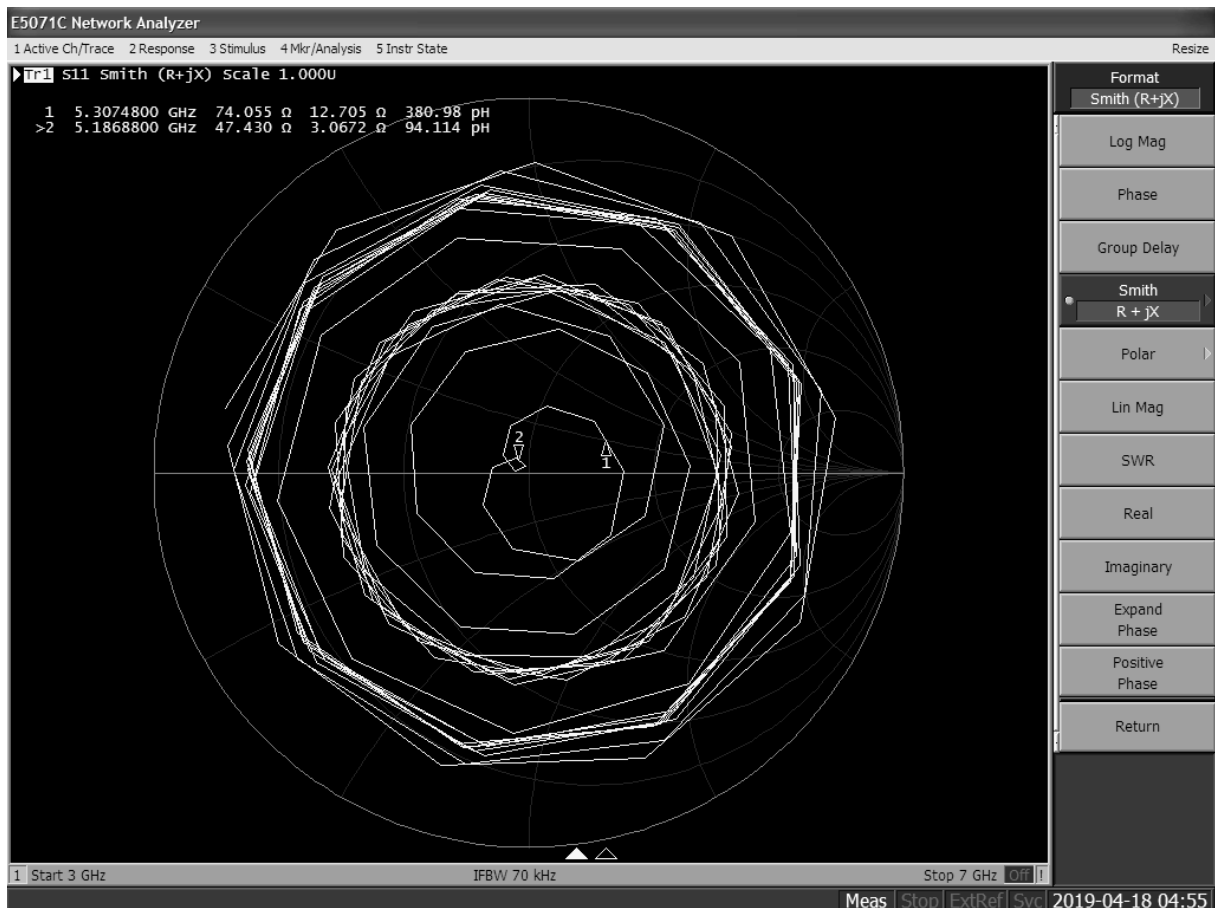 E5071C Network Analyzer
1 Active Ch/Trace 2 Response 3 Stimulus 4 Mkr/Analysis 5 Instr State Resize
Tr1 S11 Smith (R+jX) Scale 1.000U
1 5.3074800 GHz 74.055 Ω 12.705 Ω 380.98 pH
>2 5.1868800 GHz 47.430 Ω 3.0672 Ω 94.114 pH
2
1
Format
Smith (R+jX)
Log Mag
Phase
Group Delay
Smith
R + jX
Polar
Lin Mag
SWR
Real
Imaginary
Expand
Phase
Positive
Phase
Return
1 Start 3 GHz IFBW 70 kHz Stop 7 GHz Off !
Meas Stop ExtRef Svc 2019-04-18 04:55